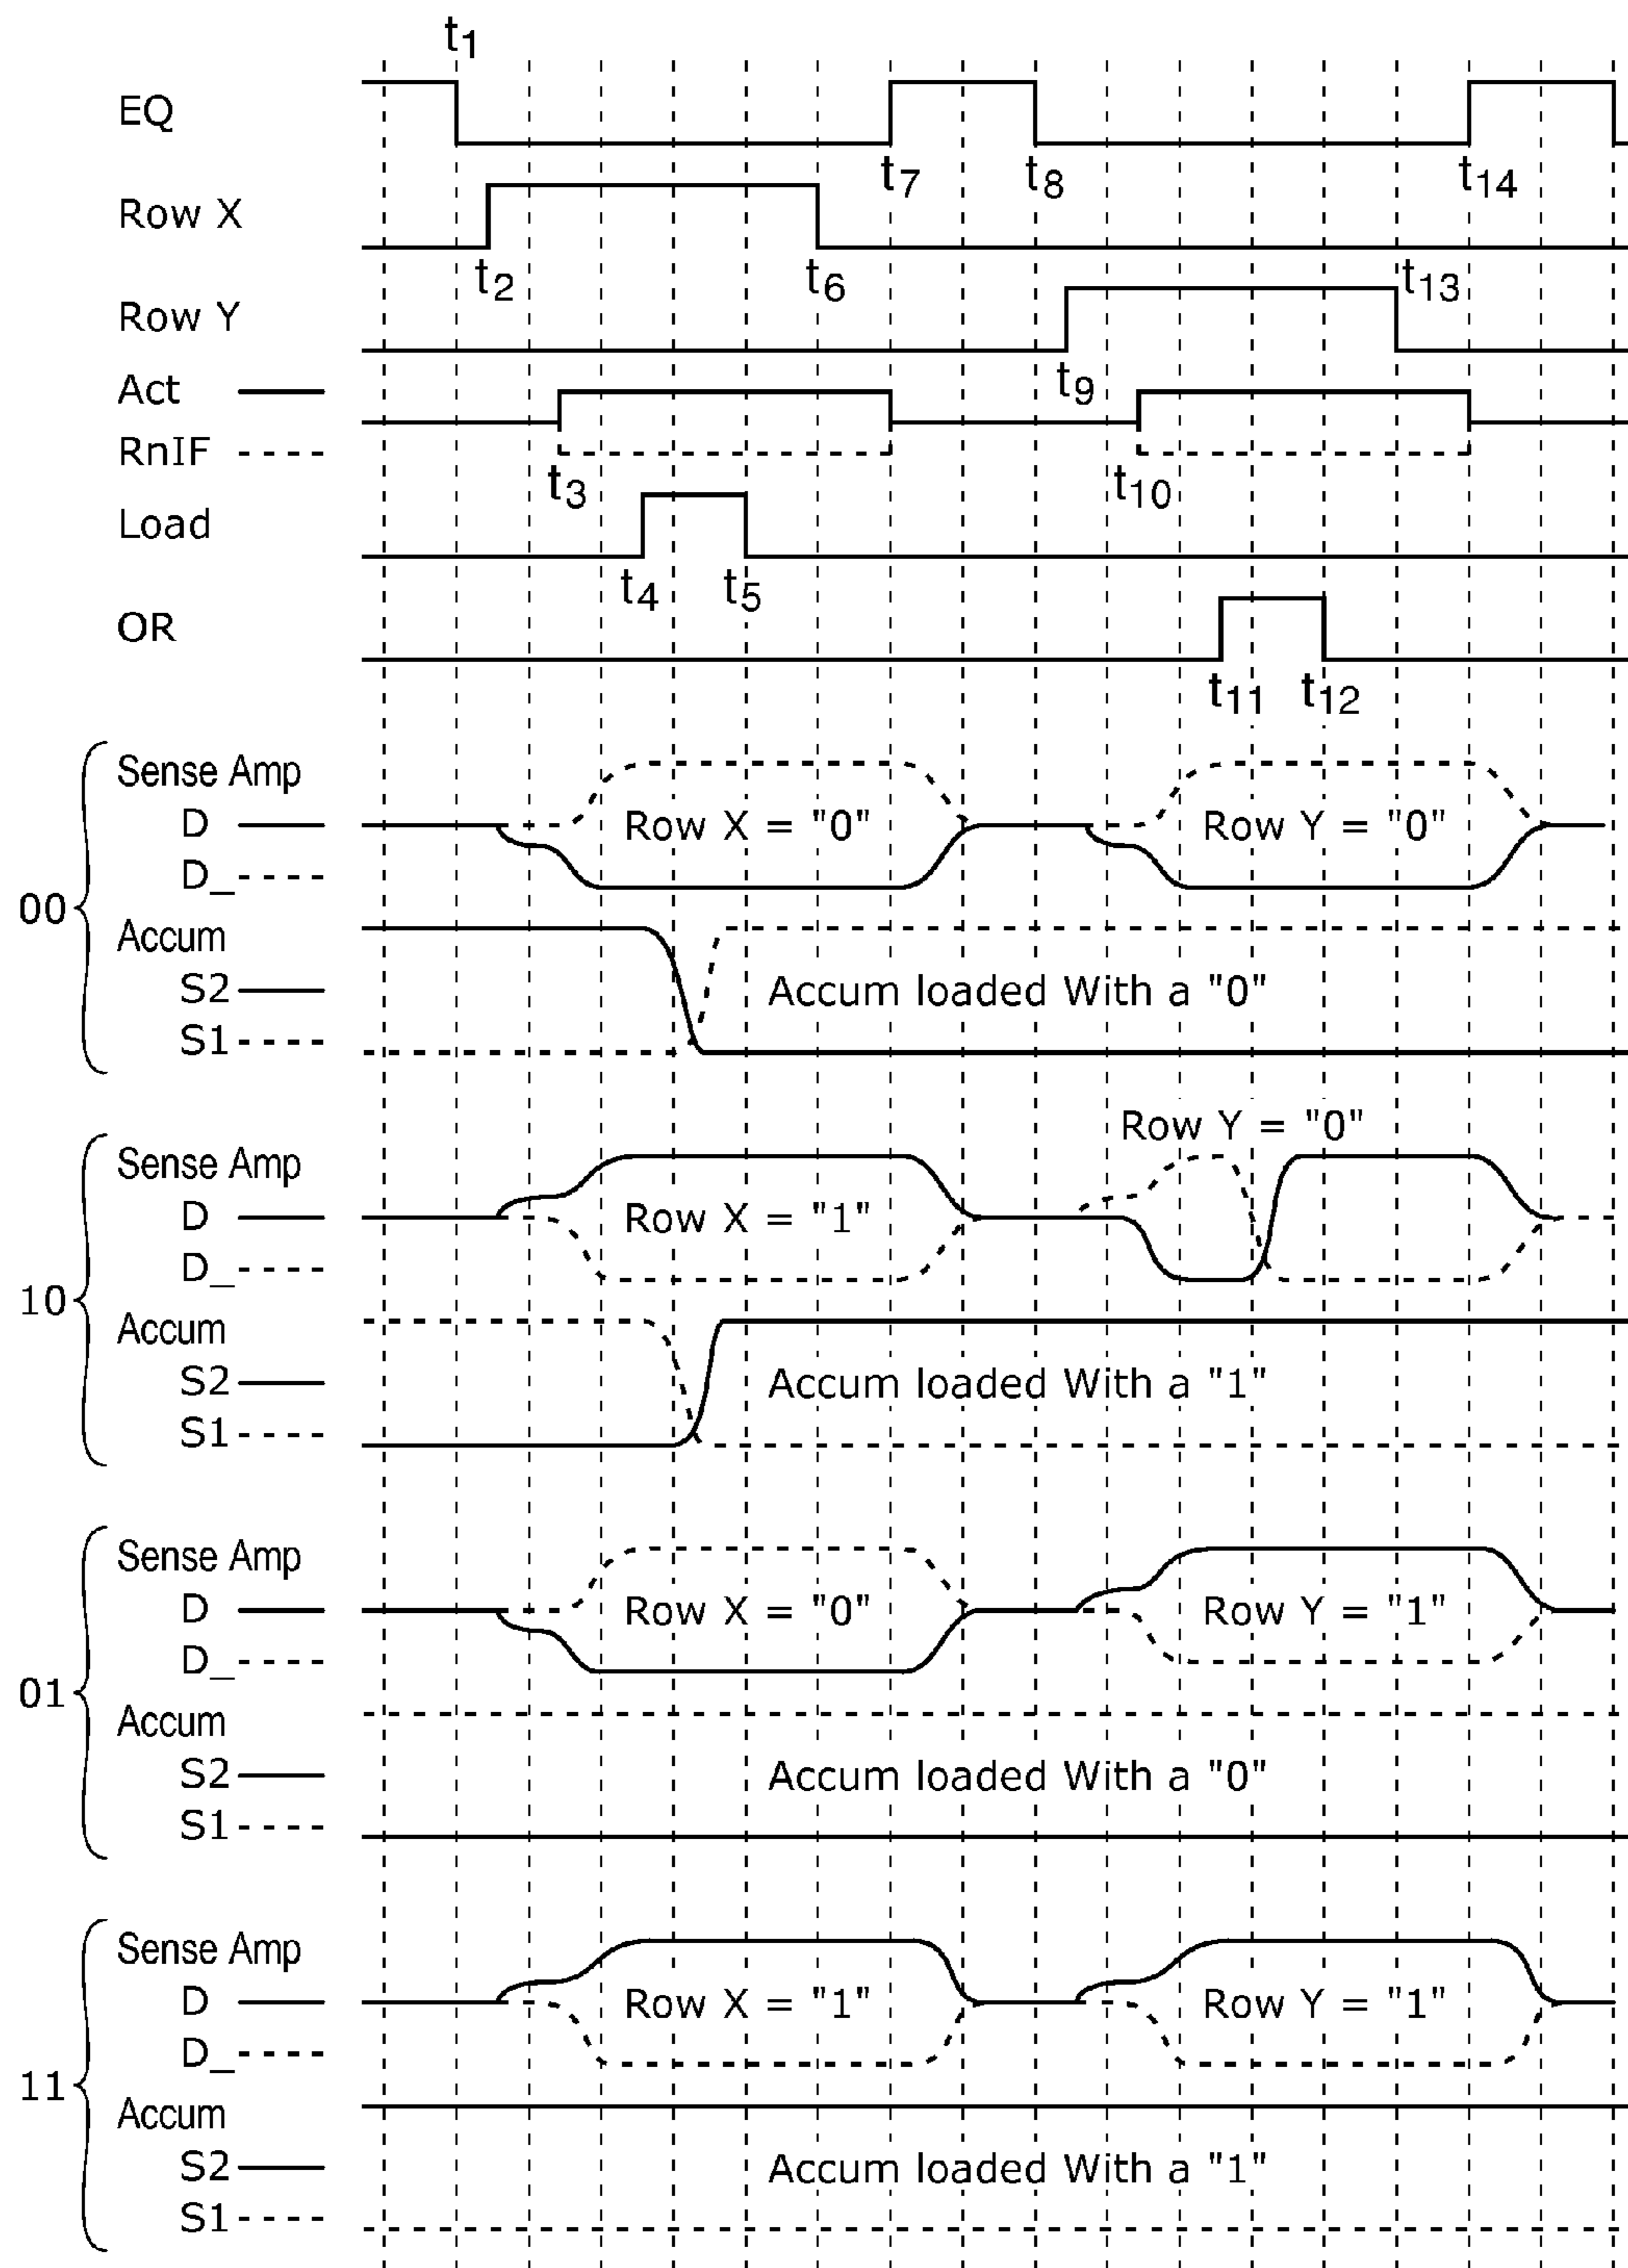 t1
EQ
t7 t8 t14
Row X
t2 t6 t13
Row Y
Act
t9
RnIF
t3 t10
Load
t4 t5
OR
t11 t12
00
Sense Amp
D
D_
Row X = "0" Row Y = "0"
Accum
S2
S1
Accum loaded With a "0"
10
Row Y = "0"
Sense Amp
D
D_
Row X = "1"
Accum
S2
S1
Accum loaded With a "1"
01
Sense Amp
D
D_
Row X = "0" Row Y = "1"
Accum
S2
S1
Accum loaded With a "0"
11
Sense Amp
D
D_
Row X = "1" Row Y = "1"
Accum
S2
S1
Accum loaded With a "1"